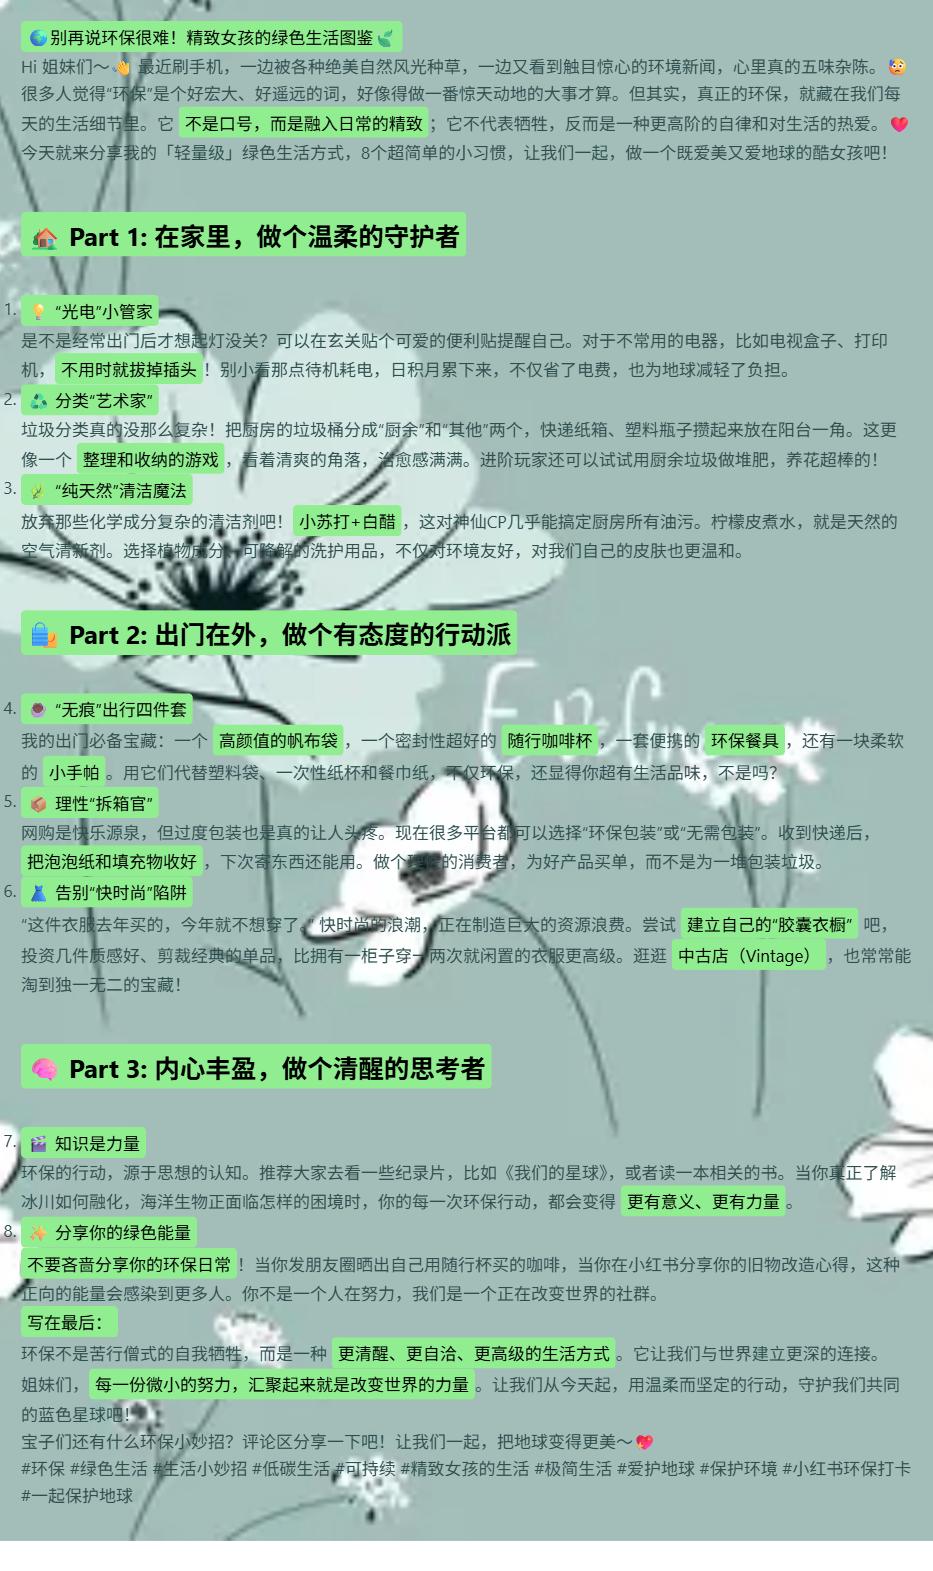 🌏别再说环保很难！精致女孩的绿色生活图鉴🌿
Hi 姐妹们～👋 最近刷手机，一边被各种绝美自然风光种草，一边又看到触目惊心的环境新闻，心里真的五味杂陈。😥
很多人觉得“环保”是个好宏大、好遥远的词，好像得做一番惊天动地的大事才算。但其实，真正的环保，就藏在我们每
天的生活细节里。它 不是口号，而是融入日常的精致 ；它不代表牺牲，反而是一种更高阶的自律和对生活的热爱。❤️
今天就来分享我的「轻量级」绿色生活方式，8个超简单的小习惯，让我们一起，做一个既爱美又爱地球的酷女孩吧！
🏡 Part 1: 在家里，做个温柔的守护者
1. 💡 “光电”小管家
是不是经常出门后才想起灯没关？可以在玄关贴个可爱的便利贴提醒自己。对于不常用的电器，比如电视盒子、打印
机， 不用时就拔掉插头 ！别小看那点待机耗电，日积月累下来，不仅省了电费，也为地球减轻了负担。
2. ♻️ 分类“艺术家”
垃圾分类真的没那么复杂！把厨房的垃圾桶分成“厨余”和“其他”两个，快递纸箱、塑料瓶子攒起来放在阳台一角。这更
像一个 整理和收纳的游戏 ，看着清爽的角落，治愈感满满。进阶玩家还可以试试用厨余垃圾做堆肥，养花超棒的！
3. 🌿 “纯天然”清洁魔法
放弃那些化学成分复杂的清洁剂吧！ 小苏打+白醋 ，这对神仙CP几乎能搞定厨房所有油污。柠檬皮煮水，就是天然的
空气清新剂。选择植物成分、可降解的洗护用品，不仅对环境友好，对我们自己的皮肤也更温和。
🛍️ Part 2: 出门在外，做个有态度的行动派
4. ☕ “无痕”出行四件套
我的出门必备宝藏：一个 高颜值的帆布袋 ，一个密封性超好的 随行咖啡杯 ，一套便携的 环保餐具 ，还有一块柔软
的 小手帕 。用它们代替塑料袋、一次性纸杯和餐巾纸，不仅环保，还显得你超有生活品味，不是吗？
5. 📦 理性“拆箱官”
网购是快乐源泉，但过度包装也是真的让人头疼。现在很多平台都可以选择“环保包装”或“无需包装”。收到快递后，
把泡泡纸和填充物收好 ，下次寄东西还能用。做个理性的消费者，为好产品买单，而不是为一堆包装垃圾。
6. 👗 告别“快时尚”陷阱
“这件衣服去年买的，今年就不想穿了。” 快时尚的浪潮，正在制造巨大的资源浪费。尝试 建立自己的“胶囊衣橱” 吧，
投资几件质感好、剪裁经典的单品，比拥有一柜子穿一两次就闲置的衣服更高级。逛逛 中古店（Vintage） ，也常常能
淘到独一无二的宝藏！
🧠 Part 3: 内心丰盈，做个清醒的思考者
7. 🎬 知识是力量
环保的行动，源于思想的认知。推荐大家去看一些纪录片，比如《我们的星球》，或者读一本相关的书。当你真正了解
冰川如何融化，海洋生物正面临怎样的困境时，你的每一次环保行动，都会变得 更有意义、更有力量 。
8. ✨ 分享你的绿色能量
不要吝啬分享你的环保日常 ！当你发朋友圈晒出自己用随行杯买的咖啡，当你在小红书分享你的旧物改造心得，这种
正向的能量会感染到更多人。你不是一个人在努力，我们是一个正在改变世界的社群。
写在最后：
环保不是苦行僧式的自我牺牲，而是一种 更清醒、更自洽、更高级的生活方式 。它让我们与世界建立更深的连接。
姐妹们， 每一份微小的努力，汇聚起来就是改变世界的力量 。让我们从今天起，用温柔而坚定的行动，守护我们共同
的蓝色星球吧！
宝子们还有什么环保小妙招？评论区分享一下吧！让我们一起，把地球变得更美～💖
#环保 #绿色生活 #生活小妙招 #低碳生活 #可持续 #精致女孩的生活 #极简生活 #爱护地球 #保护环境 #小红书环保打卡
#一起保护地球